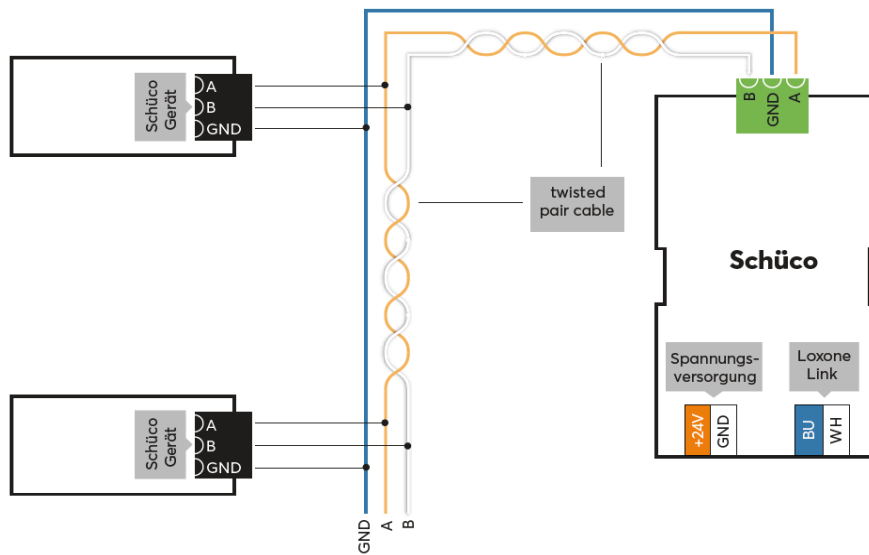 Schüco
Gerät
A
B
GND
B
GND
A
twisted
pair cable
Schüco
Spannungs-
versorgung
Loxone
Link
+24V
GND
BU
WH
Schüco
Gerät
A
B
GND
GND
A
B